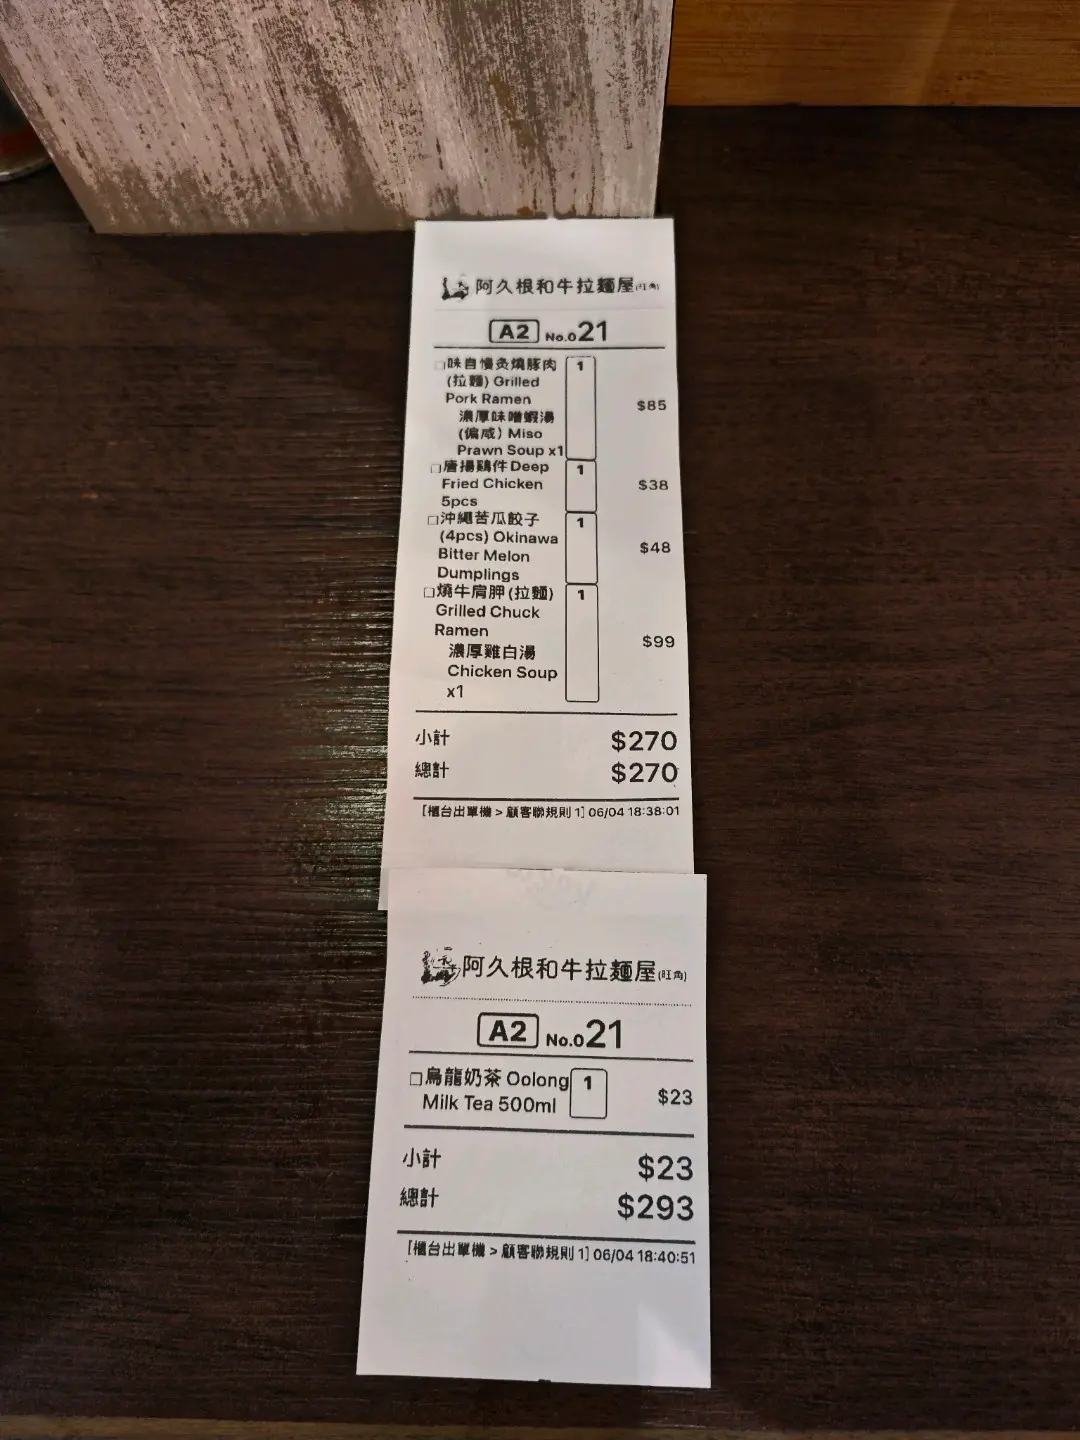 阿久根和牛拉麵屋(旺角)
A2 No.021
□味自慢炙燒豚肉 1
(拉麵) Grilled
Pork Ramen $85
濃厚味噌蝦湯
(偏咸) Miso
Prawn Soup x1
□唐揚鷄件Deep 1
Fried Chicken $38
5pcs
□沖繩苦瓜餃子 1
(4pcs) Okinawa
Bitter Melon $48
Dumplings
□燒牛肩胛(拉麵) 1
Grilled Chuck
Ramen $99
濃厚雞白湯
Chicken Soup
x1
小計 $270
總計 $270
[櫃台出單機 > 顧客聯規則 1] 06/04 18:38:01
阿久根和牛拉麵屋(旺角)
A2 No.021
□烏龍奶茶 Oolong 1 $23
Milk Tea 500ml
小計 $23
總計 $293
[櫃台出單機 > 顧客聯規則 1] 06/04 18:40:51